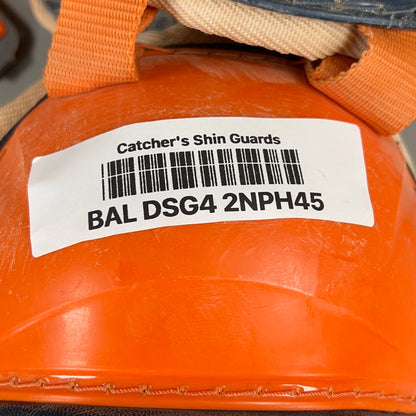 Catcher's Shin Guards
BAL DSG4 2NPH45